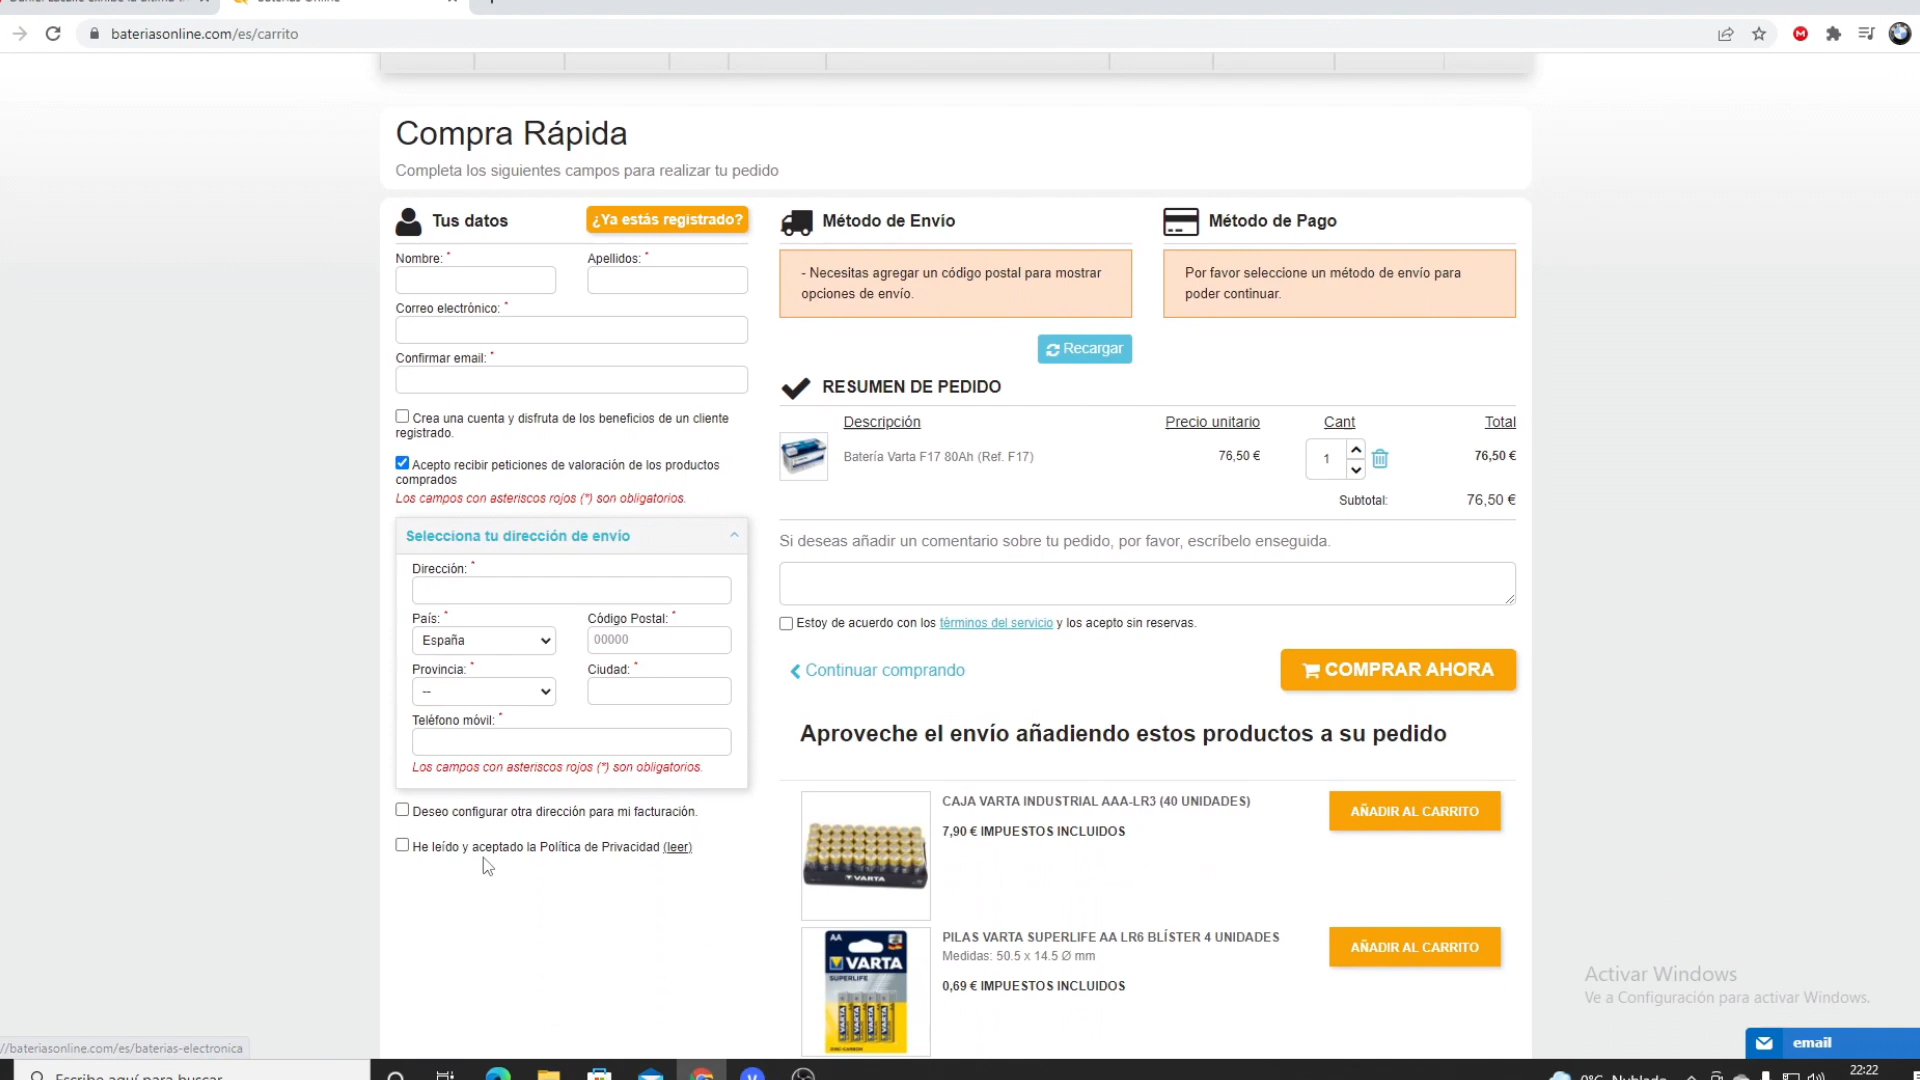 bateriasonline.com/es/carrito
Compra Rápida
Completa los siguientes campos para realizar tu pedido
Tus datos
¿Ya estás registrado?
Nombre: *
Apellidos: *
Correo electrónico: *
Confirmar email: *
Crea una cuenta y disfruta de los beneficios de un cliente
registrado.
Acepto recibir peticiones de valoración de los productos
comprados
Los campos con asteriscos rojos (*) son obligatorios.
Selecciona tu dirección de envío
Dirección: *
País: *
Código Postal: *
España
00000
Provincia: *
Ciudad: *
--
Teléfono móvil: *
Los campos con asteriscos rojos (*) son obligatorios.
Deseo configurar otra dirección para mi facturación.
He leído y aceptado la Política de Privacidad (leer)
Método de Envío
- Necesitas agregar un código postal para mostrar
opciones de envío.
Recargar
Método de Pago
Por favor seleccione un método de envío para
poder continuar.
RESUMEN DE PEDIDO
Descripción Precio unitario Cant Total
Batería Varta F17 80Ah (Ref. F17) 76,50 € 1 76,50 €
Subtotal: 76,50 €
Si deseas añadir un comentario sobre tu pedido, por favor, escríbelo enseguida.
Estoy de acuerdo con los términos del servicio y los acepto sin reservas.
Continuar comprando
COMPRAR AHORA
Aproveche el envío añadiendo estos productos a su pedido
VARTA
CAJA VARTA INDUSTRIAL AAA-LR3 (40 UNIDADES)
7,90 € IMPUESTOS INCLUIDOS
AÑADIR AL CARRITO
AA
VARTA
SUPERLIFE
PILAS VARTA SUPERLIFE AA LR6 BLÍSTER 4 UNIDADES
Medidas: 50.5 x 14.5 Ø mm
0,69 € IMPUESTOS INCLUIDOS
AÑADIR AL CARRITO
Activar Windows
Ve a Configuración para activar Windows.
email
//bateriasonline.com/es/baterias-electronica
Escribe aquí para buscar
0°C Nublado
22:22